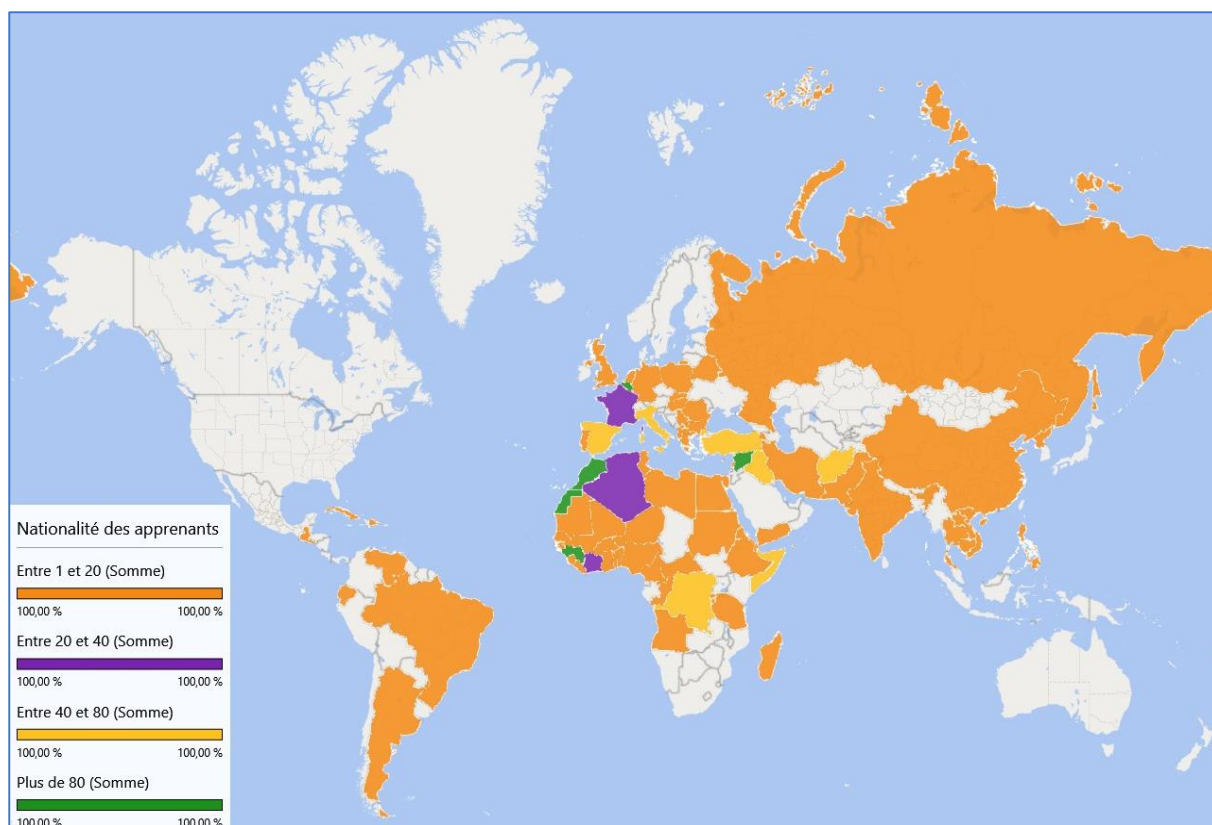 Nationalité des apprenants
Entre 1 et 20 (Somme)
100,00 % 100,00 %
Entre 20 et 40 (Somme)
100,00 % 100,00 %
Entre 40 et 80 (Somme)
100,00 % 100,00 %
Plus de 80 (Somme)
100,00 % 100,00 %